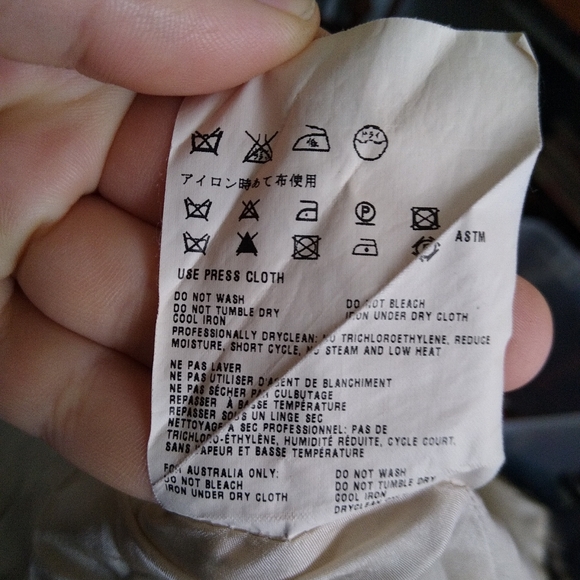 低
ドライ
アイロン時あて布使用
P
ASTM
USE PRESS CLOTH
DO NOT WASH
DO NOT TUMBLE DRY
COOL IRON
DO NOT BLEACH
IRON UNDER DRY CLOTH
PROFESSIONALLY DRYCLEAN: NO TRICHLOROETHYLENE, REDUCE
MOISTURE, SHORT CYCLE, NO STEAM AND LOW HEAT
NE PAS LAVER
NE PAS UTILISER D'AGENT DE BLANCHIMENT
NE PAS SÉCHER PAR CULBUTAGE
REPASSER À BASSE TEMPÉRATURE
REPASSER SOUS UN LINGE SEC
NETTOYAGE A SEC PROFESSIONNEL: PAS DE
TRICHLORO-ÉTHYLÈNE, HUMIDITÉ RÉDUITE, CYCLE COURT,
SANS VAPEUR ET BASSE TEMPÉRATURE
FOR AUSTRALIA ONLY:
DO NOT BLEACH
IRON UNDER DRY CLOTH
DO NOT WASH
DO NOT TUMBLE DRY
COOL IRON
DRYCLEAN